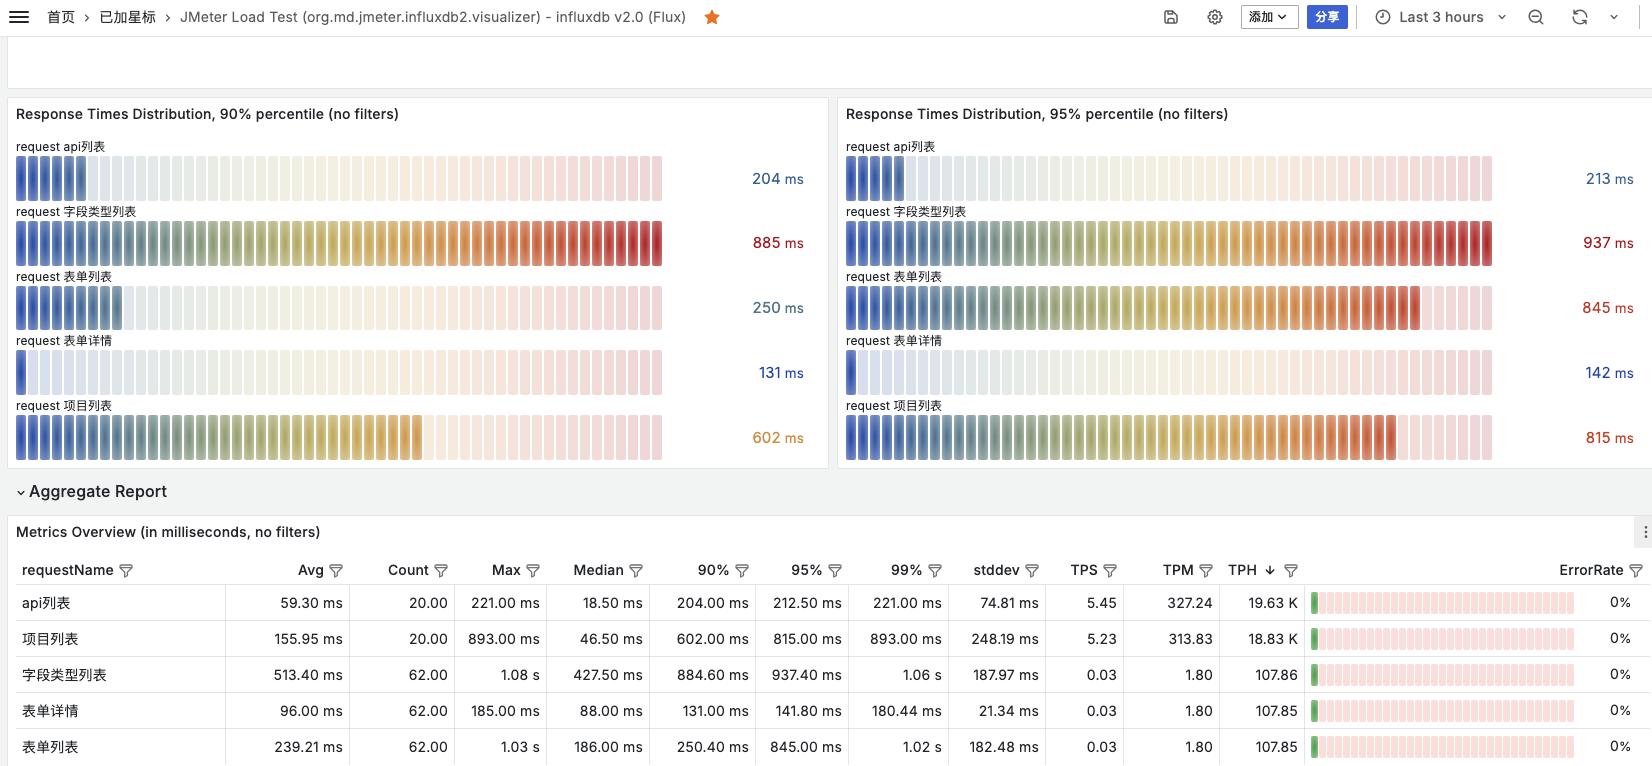 首页 › 已加星标 › JMeter Load Test (org.md.jmeter.influxdb2.visualizer) - influxdb v2.0 (Flux) 添加 分享 Last 3 hours
Response Times Distribution, 90% percentile (no filters)
request api列表
204 ms
request 字段类型列表
885 ms
request 表单列表
250 ms
request 表单详情
131 ms
request 项目列表
602 ms
Response Times Distribution, 95% percentile (no filters)
request api列表
213 ms
request 字段类型列表
937 ms
request 表单列表
845 ms
request 表单详情
142 ms
request 项目列表
815 ms
Aggregate Report
Metrics Overview (in milliseconds, no filters)
requestName Avg Count Max Median 90% 95% 99% stddev TPS TPM TPH ErrorRate
api列表 59.30 ms 20.00 221.00 ms 18.50 ms 204.00 ms 212.50 ms 221.00 ms 74.81 ms 5.45 327.24 19.63 K 0%
项目列表 155.95 ms 20.00 893.00 ms 46.50 ms 602.00 ms 815.00 ms 893.00 ms 248.19 ms 5.23 313.83 18.83 K 0%
字段类型列表 513.40 ms 62.00 1.08 s 427.50 ms 884.60 ms 937.40 ms 1.06 s 187.97 ms 0.03 1.80 107.86 0%
表单详情 96.00 ms 62.00 185.00 ms 88.00 ms 131.00 ms 141.80 ms 180.44 ms 21.34 ms 0.03 1.80 107.85 0%
表单列表 239.21 ms 62.00 1.03 s 186.00 ms 250.40 ms 845.00 ms 1.02 s 182.48 ms 0.03 1.80 107.85 0%